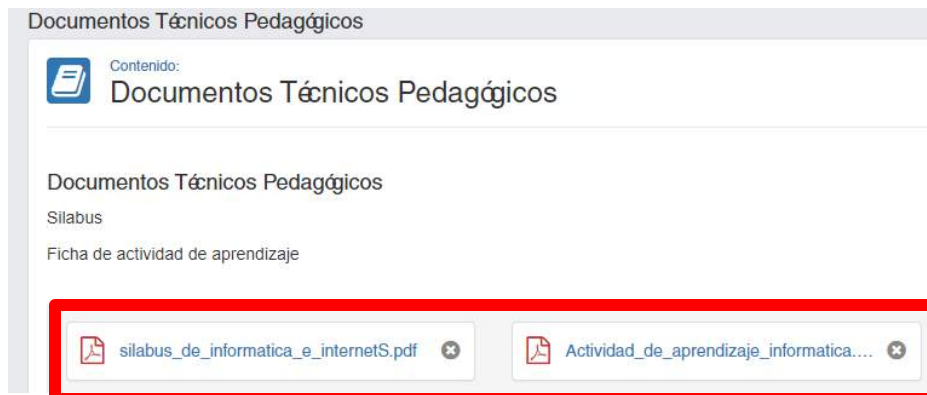 Documentos Técnicos Pedagógicos
Contenido:
Documentos Técnicos Pedagógicos
Documentos Técnicos Pedagógicos
Silabus
Ficha de actividad de aprendizaje
silabus_de_informatica_e_internetS.pdf
Actividad_de_aprendizaje_informatica....